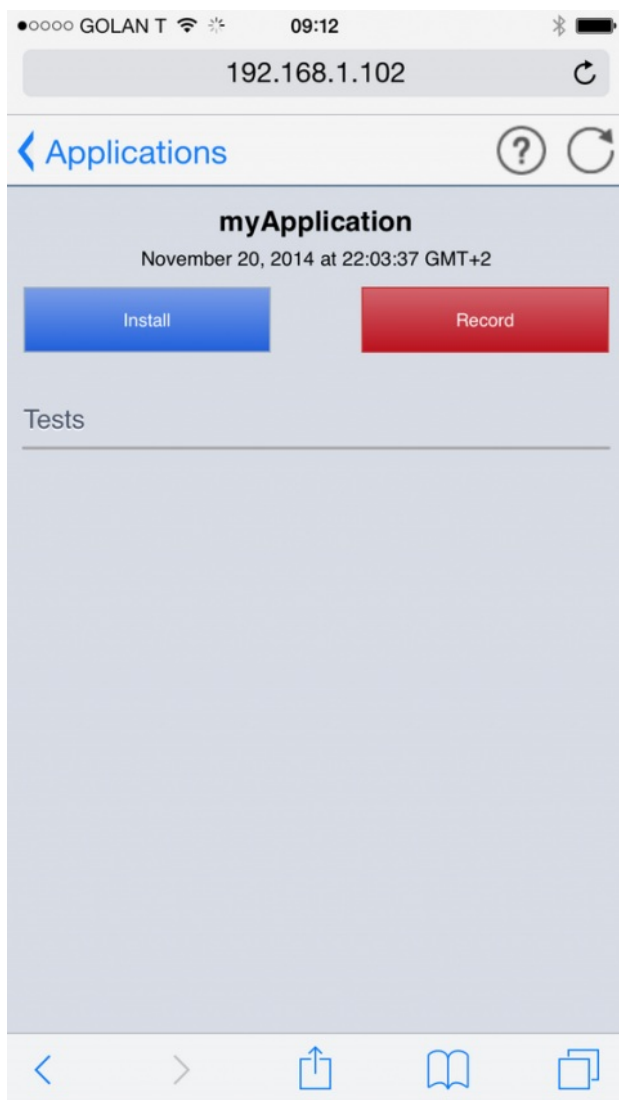 GOLAN T 09:12
192.168.1.102
Applications ?
myApplication
November 20, 2014 at 22:03:37 GMT+2
Install Record
Tests